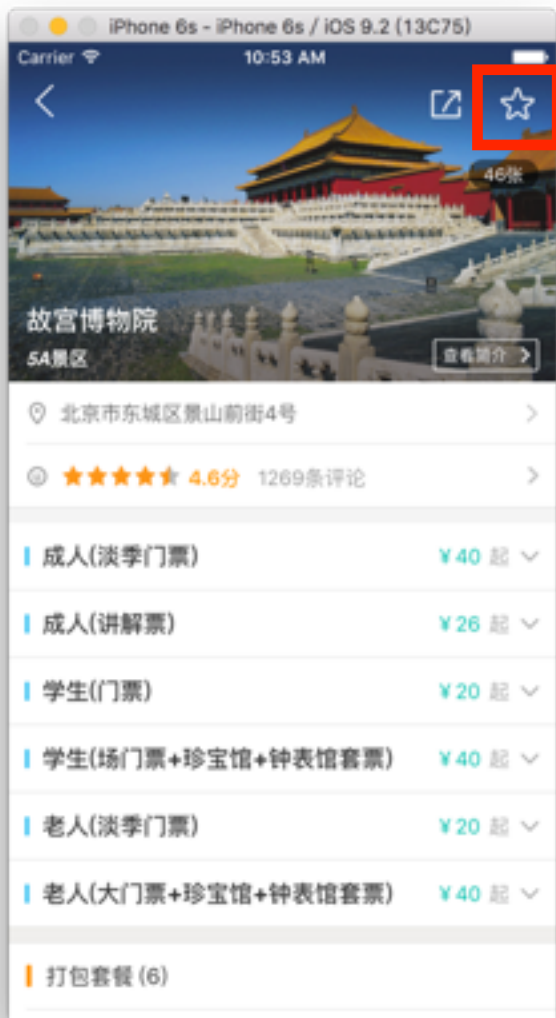 iPhone 6s - iPhone 6s / iOS 9.2 (13C75)
Carrier 10:53 AM
46张
故宫博物院
5A景区 查看简介
北京市东城区景山前街4号
4.6分 1269条评论
成人(淡季门票) ¥40 起
成人(讲解票) ¥26 起
学生(门票) ¥20 起
学生(场门票+珍宝馆+钟表馆套票) ¥40 起
老人(淡季门票) ¥20 起
老人(大门票+珍宝馆+钟表馆套票) ¥40 起
打包套餐 (6)